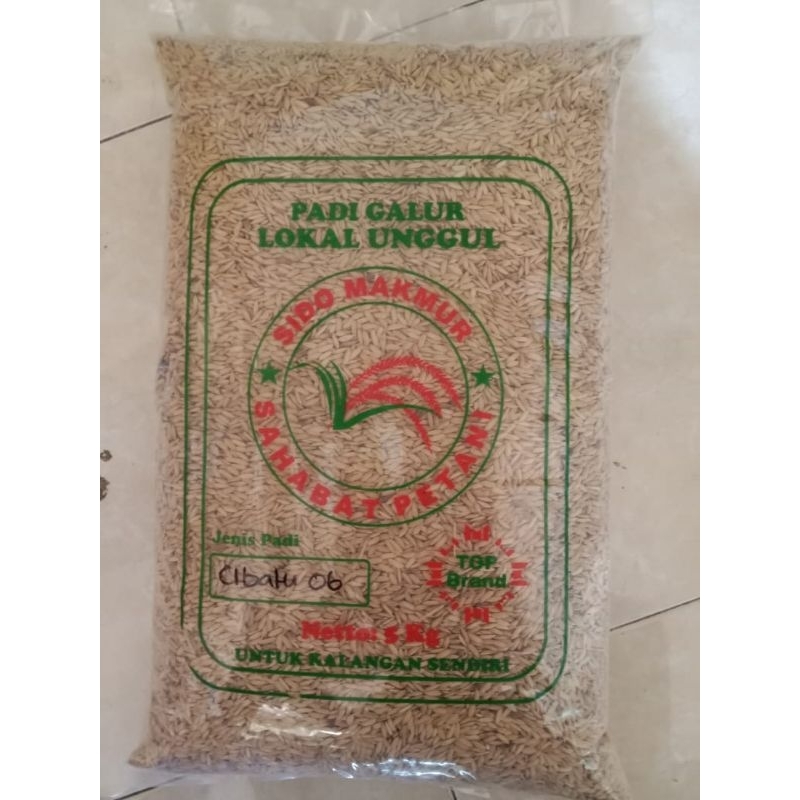 PADI GALUR
LOKAL UNGGUL
SIDO MAKMUR
SAHABAT PETANI
Jenis Padi
Cibatu 06
TOP
Brand
Netto: 5 Kg
UNTUK KALANGAN SENDIRI